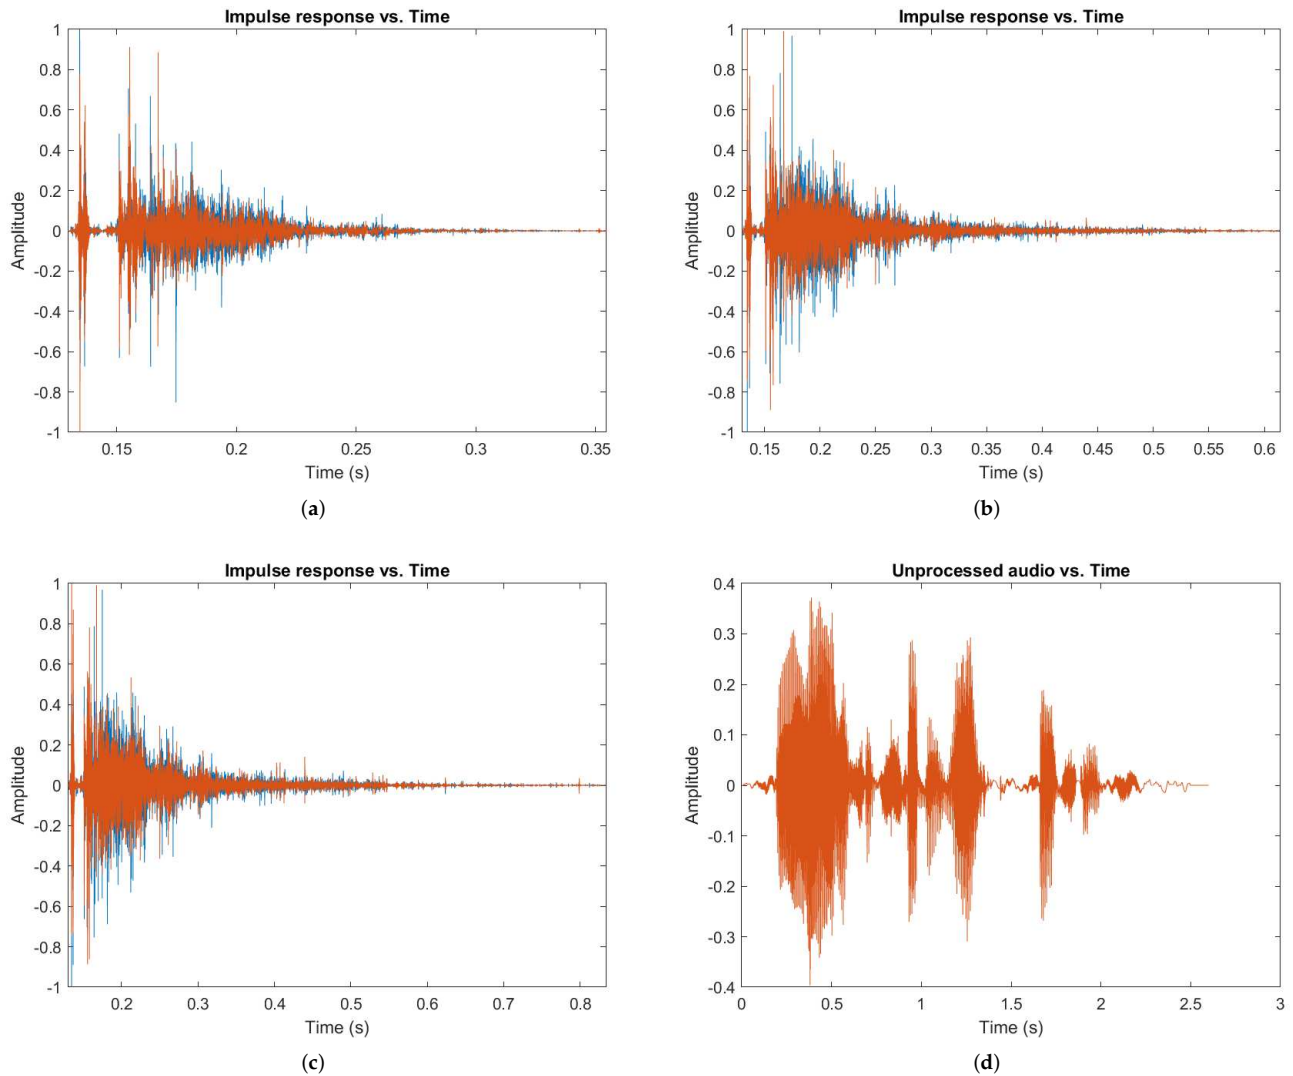 Impulse response vs. Time
1
0.8
0.6
0.4
0.2
0
-0.2
-0.4
-0.6
-0.8
-1
Amplitude
0.15 0.2 0.25 0.3 0.35
Time (s)
(a)
Impulse response vs. Time
1
0.8
0.6
0.4
0.2
0
-0.2
-0.4
-0.6
-0.8
-1
Amplitude
0.15 0.2 0.25 0.3 0.35 0.4 0.45 0.5 0.55 0.6
Time (s)
(b)
Impulse response vs. Time
1
0.8
0.6
0.4
0.2
0
-0.2
-0.4
-0.6
-0.8
-1
Amplitude
0.2 0.3 0.4 0.5 0.6 0.7 0.8
Time (s)
(c)
Unprocessed audio vs. Time
0.4
0.3
0.2
0.1
0
-0.1
-0.2
-0.3
-0.4
Amplitude
0 0.5 1 1.5 2 2.5 3
Time (s)
(d)